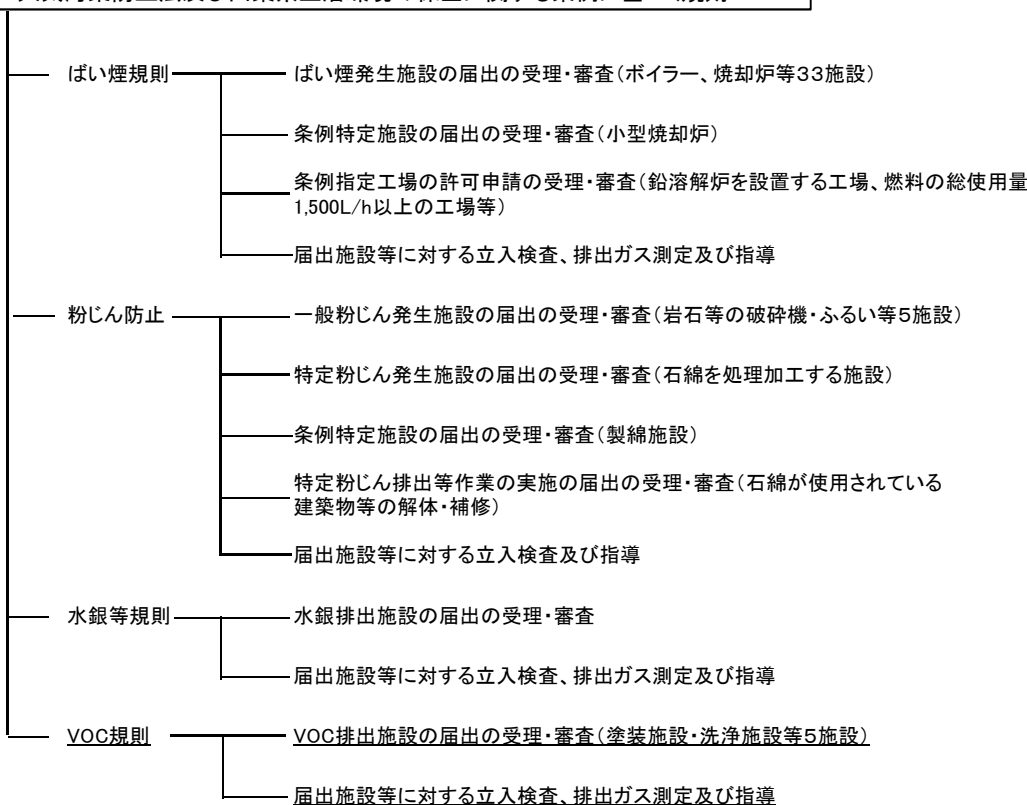 ばい煙規則
ばい煙発生施設の届出の受理・審査(ボイラー、焼却炉等33施設)
条例特定施設の届出の受理・審査(小型焼却炉)
条例指定工場の許可申請の受理・審査(鉛溶解炉を設置する工場、燃料の総使用量
1,500L/h以上の工場等)
届出施設等に対する立入検査、排出ガス測定及び指導
粉じん防止
一般粉じん発生施設の届出の受理・審査(岩石等の破砕機・ふるい等5施設)
特定粉じん発生施設の届出の受理・審査(石綿を処理加工する施設)
条例特定施設の届出の受理・審査(製綿施設)
特定粉じん排出等作業の実施の届出の受理・審査(石綿が使用されている
建築物等の解体・補修)
届出施設等に対する立入検査及び指導
水銀等規則
水銀排出施設の届出の受理・審査
届出施設等に対する立入検査、排出ガス測定及び指導
VOC規則
VOC排出施設の届出の受理・審査(塗装施設・洗浄施設等5施設)
届出施設等に対する立入検査、排出ガス測定及び指導